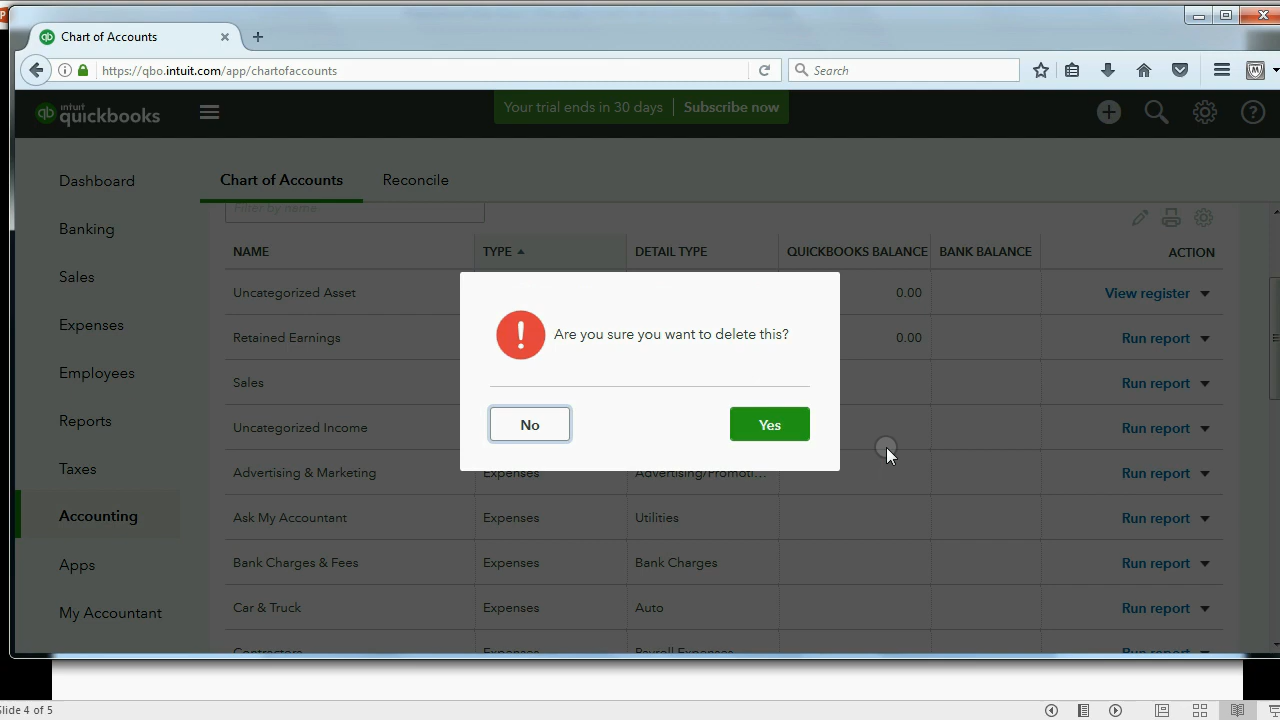 Chart of Accounts
https://qbo.intuit.com/app/chartofaccounts
Search
qb intuit quickbooks
Your trial ends in 30 days
Subscribe now
Dashboard
Banking
Sales
Expenses
Employees
Reports
Taxes
Accounting
Apps
My Accountant
Chart of Accounts
Reconcile
Filter by name
NAME TYPE DETAIL TYPE QUICKBOOKS BALANCE BANK BALANCE ACTION
Uncategorized Asset 0.00 View register
Retained Earnings 0.00 Run report
Sales Run report
Uncategorized Income Run report
Advertising & Marketing Expenses Advertising/Promoti... Run report
Ask My Accountant Expenses Utilities Run report
Bank Charges & Fees Expenses Bank Charges Run report
Car & Truck Expenses Auto Run report
Contractors Expenses Payroll Expenses Run report
Are you sure you want to delete this?
No
Yes
Slide 4 of 5